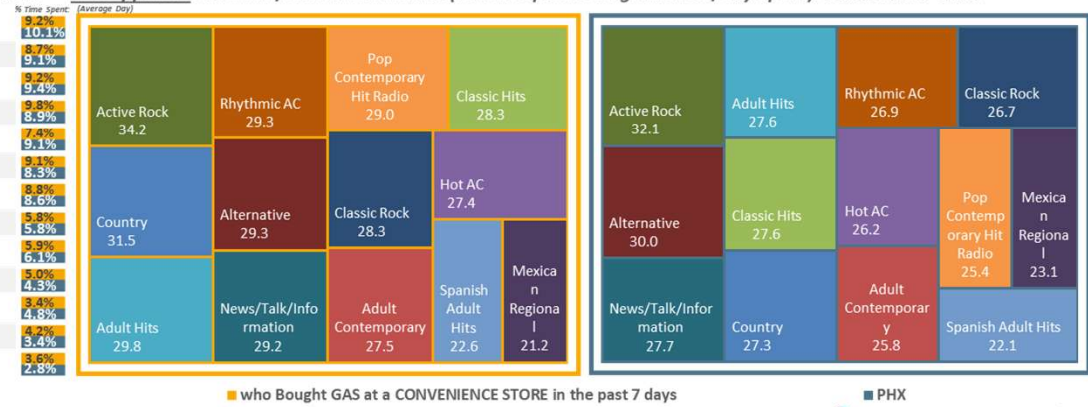 % Time Spent: (Average Day)
9.2%
10.1%
8.7%
9.1%
9.2%
9.4%
9.8%
8.9%
7.4%
9.1%
9.1%
8.3%
8.8%
8.6%
5.8%
5.8%
5.9%
6.1%
5.0%
4.3%
3.4%
4.8%
4.2%
3.4%
3.6%
2.8%
Active Rock
34.2
Rhythmic AC
29.3
Pop
Contemporary
Hit Radio
29.0
Classic Hits
28.3
Country
31.5
Alternative
29.3
Classic Rock
28.3
Hot AC
27.4
Adult Hits
29.8
News/Talk/Info
rmation
29.2
Adult
Contemporary
27.5
Spanish
Adult
Hits
22.6
Mexica
n
Regiona
l
21.2
Active Rock
32.1
Adult Hits
27.6
Rhythmic AC
26.9
Classic Rock
26.7
Alternative
30.0
Classic Hits
27.6
Hot AC
26.2
Pop
Contemp
orary Hit
Radio
25.4
Mexica
n
Regiona
l
23.1
News/Talk/Infor
mation
27.7
Country
27.3
Adult
Contemporar
y
25.8
Spanish Adult Hits
22.1
who Bought GAS at a CONVENIENCE STORE in the past 7 days
PHX